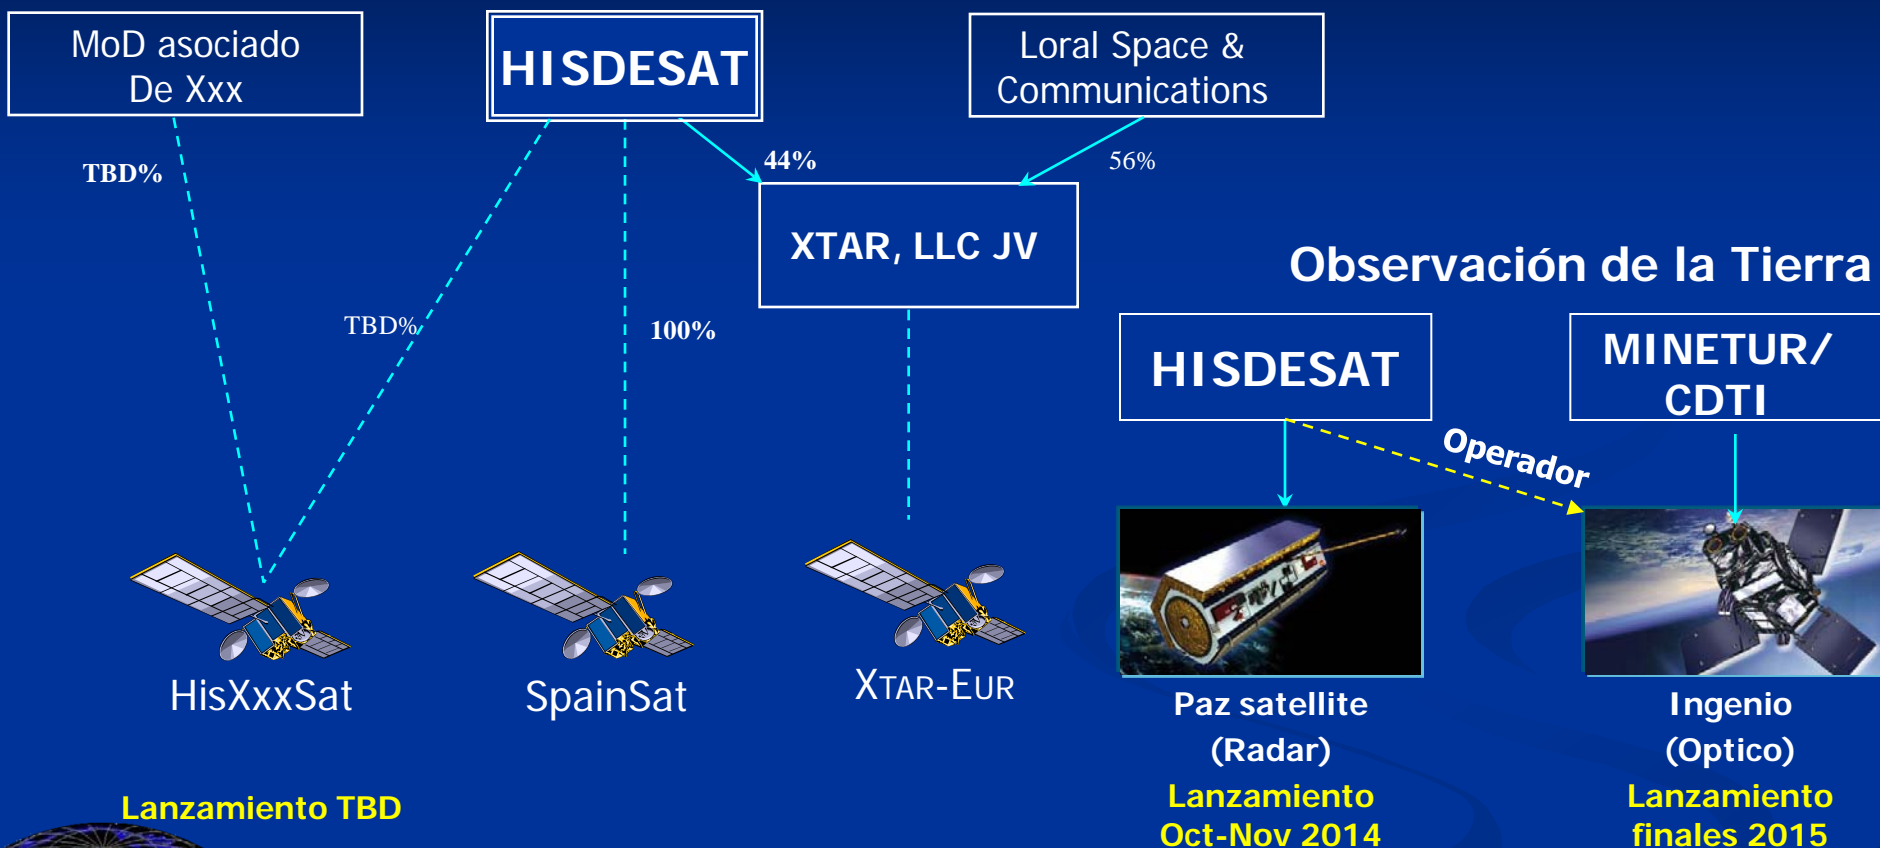 MoD asociado
De Xxx
HISDESAT
Loral Space &
Communications
TBD%
44%
56%
XTAR, LLC JV
TBD%
100%
Observación de la Tierra
HISDESAT
MINETUR/
CDTI
Operador
HisXxxSat
SpainSat
XTAR-EUR
Paz satellite
(Radar)
Ingenio
(Optico)
Lanzamiento TBD
Lanzamiento
Oct-Nov 2014
Lanzamiento
finales 2015